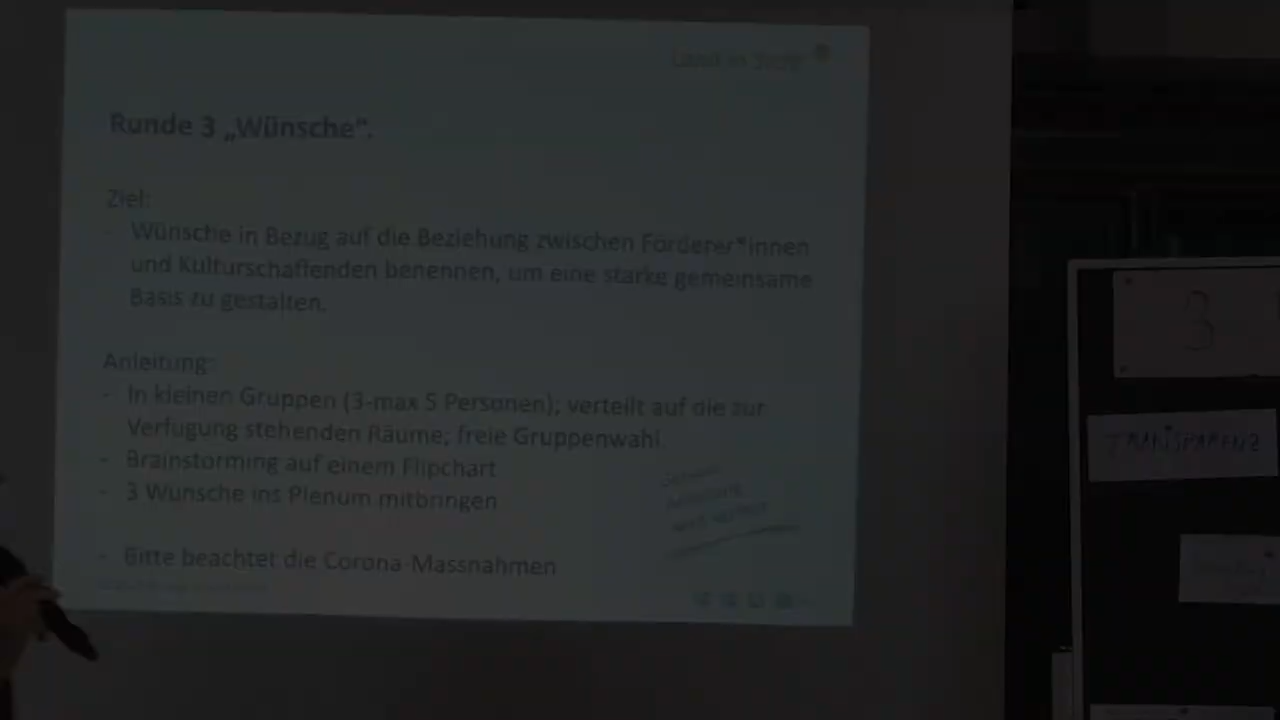 Runde 3 „Wünsche“.
Ziel:
- Wünsche in Bezug auf die Beziehung zwischen Förderer*innen
und Kulturschaffenden benennen, um eine starke gemeinsame
Basis zu gestalten.
Anleitung:
- In kleinen Gruppen (3-max 5 Personen); verteilt auf die zur
Verfügung stehenden Räume; freie Gruppenwahl
- Brainstorming auf einem Flipchart
- 3 Wünsche ins Plenum mitbringen
- Bitte beachtet die Corona-Massnahmen
3
TRANSPARENZ